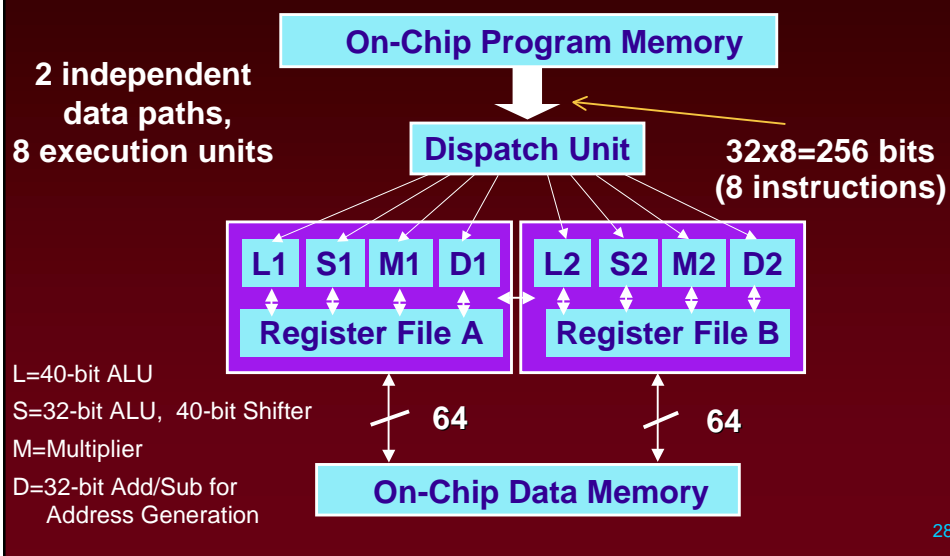 On-Chip Program Memory
2 independent
data paths,
8 execution units
Dispatch Unit
32x8=256 bits
(8 instructions)
L1 S1 M1 D1 L2 S2 M2 D2
Register File A Register File B
L=40-bit ALU
S=32-bit ALU, 40-bit Shifter
M=Multiplier
D=32-bit Add/Sub for
Address Generation
64 64
On-Chip Data Memory
28